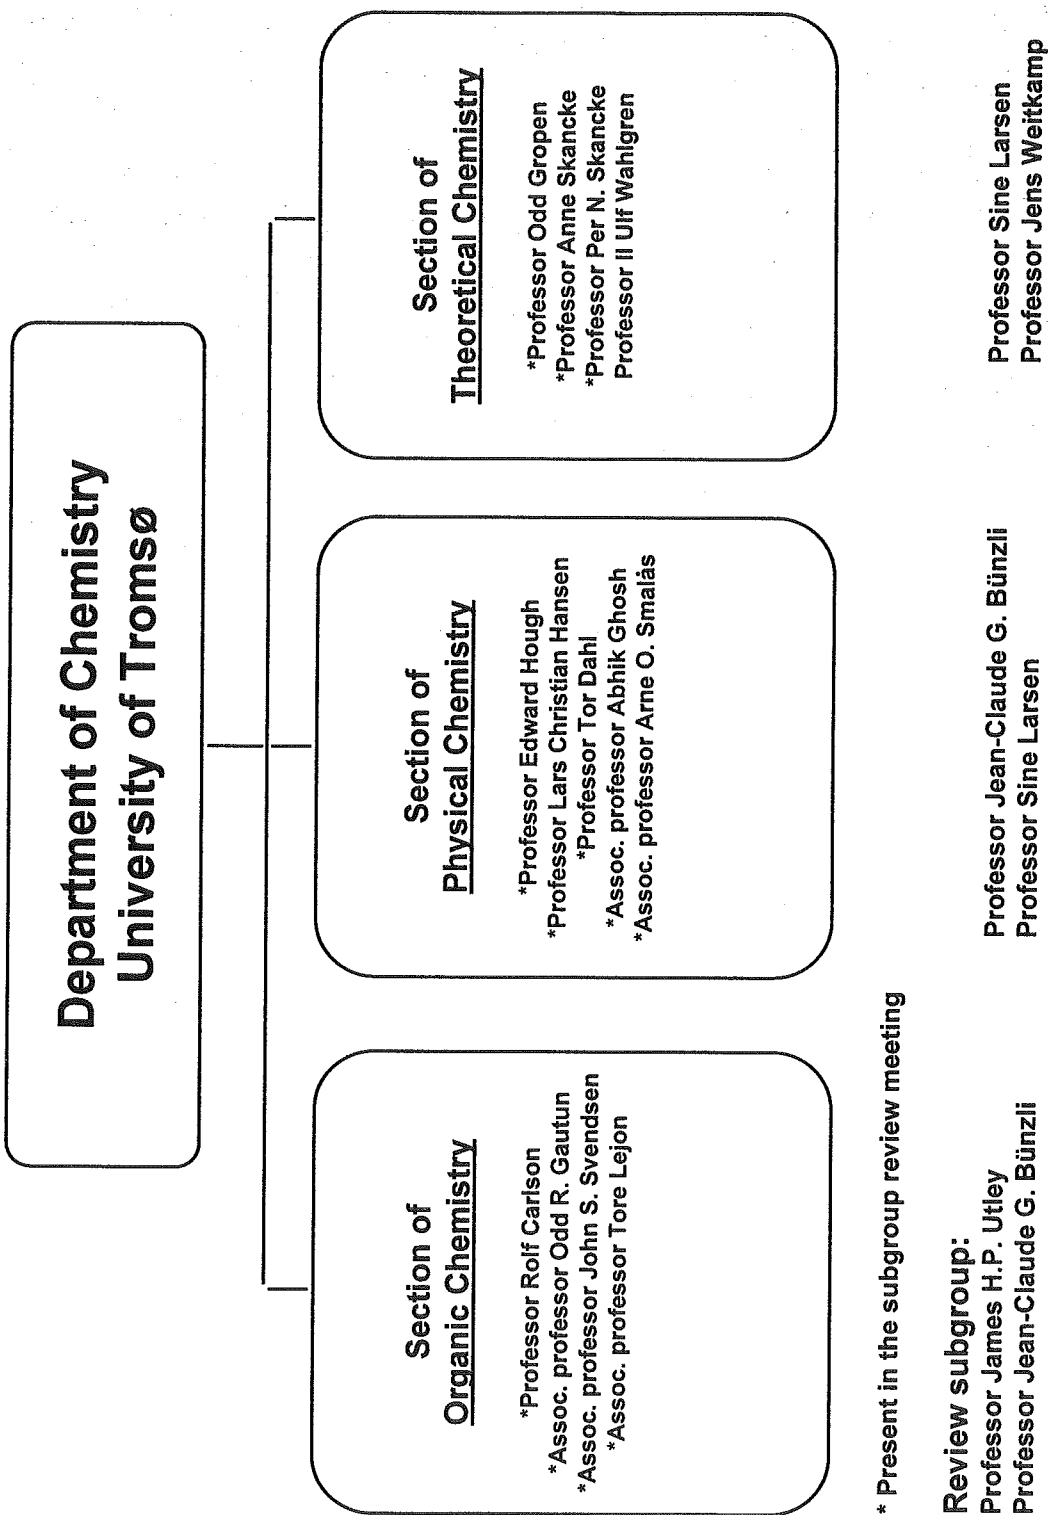 Department of Chemistry
University of Tromsø
Section of
Organic Chemistry
*Professor Rolf Carlson
*Assoc. professor Odd R. Gautun
*Assoc. professor John S. Svendsen
*Assoc. professor Tore Lejon
Section of
Physical Chemistry
*Professor Edward Hough
*Professor Lars Christian Hansen
*Professor Tor Dahl
*Assoc. professor Abhik Ghosh
*Assoc. professor Arne O. Smalås
Section of
Theoretical Chemistry
*Professor Odd Gropen
*Professor Anne Skancke
*Professor Per N. Skancke
Professor II Ulf Wahlgren
* Present in the subgroup review meeting
Review subgroup:
Professor James H.P. Utley
Professor Jean-Claude G. Bünzli
Professor Jean-Claude G. Bünzli
Professor Sine Larsen
Professor Sine Larsen
Professor Jens Weitkamp